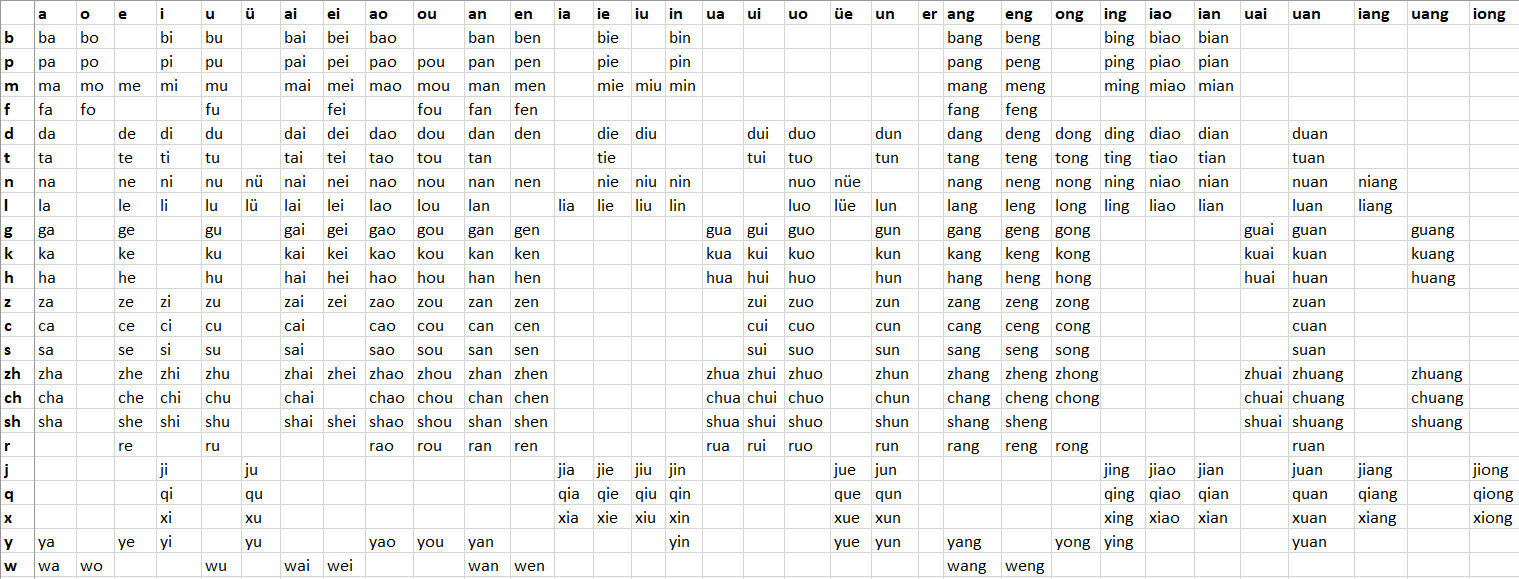 a o e i u ü ai ei ao ou an en ia ie iu in ua ui uo üe un er ang eng ong ing iao ian uai uan iang uang iong
b ba bo bi bu bai bei bao ban ben bie bin bang beng bing biao bian
p pa po pi pu pai pei pao pou pan pen pie pin pang peng ping piao pian
m ma mo me mi mu mai mei mao mou man men mie miu min mang meng ming miao mian
f fa fo fu fei fou fan fen fang feng
d da de di du dai dei dao dou dan den die diu dui duo dun dang deng dong ding diao dian duan
t ta te ti tu tai tei tao tou tan tie tui tuo tun tang teng tong ting tiao tian tuan
n na ne ni nu nü nai nei nao nou nan nen nie niu nin nuo nüe nang neng nong ning niao nian nuan niang
l la le li lu lü lai lei lao lou lan lia lie liu lin luo lüe lun lang leng long ling liao lian luan liang
g ga ge gu gai gei gao gou gan gen gua gui guo gun gang geng gong guai guan guang
k ka ke ku kai kei kao kou kan ken kua kui kuo kun kang keng kong kuai kuan kuang
h ha he hu hai hei hao hou han hen hua hui huo hun hang heng hong huai huan huang
z za ze zi zu zai zei zao zou zan zen zui zuo zun zang zeng zong zuan
c ca ce ci cu cai cao cou can cen cui cuo cun cang ceng cong cuan
s sa se si su sai sao sou san sen sui suo sun sang seng song suan
zh zha zhe zhi zhu zhai zhei zhao zhou zhan zhen zhua zhui zhuo zhun zhang zheng zhong zhuai zhuang zhuang
ch cha che chi chu chai chao chou chan chen chua chui chuo chun chang cheng chong chuai chuang chuang
sh sha she shi shu shai shei shao shou shan shen shua shui shuo shun shang sheng shuai shuang shuang
r re ru rao rou ran ren rua rui ruo run rang reng rong ruan
j ji ju jia jie jiu jin jue jun jing jiao jian juan jiang jiong
q qi qu qia qie qiu qin que qun qing qiao qian quan qiang qiong
x xi xu xia xie xiu xin xue xun xing xiao xian xuan xiang xiong
y ya ye yi yu yao you yan yin yue yun yang yong ying yuan
w wa wo wu wai wei wan wen wang weng